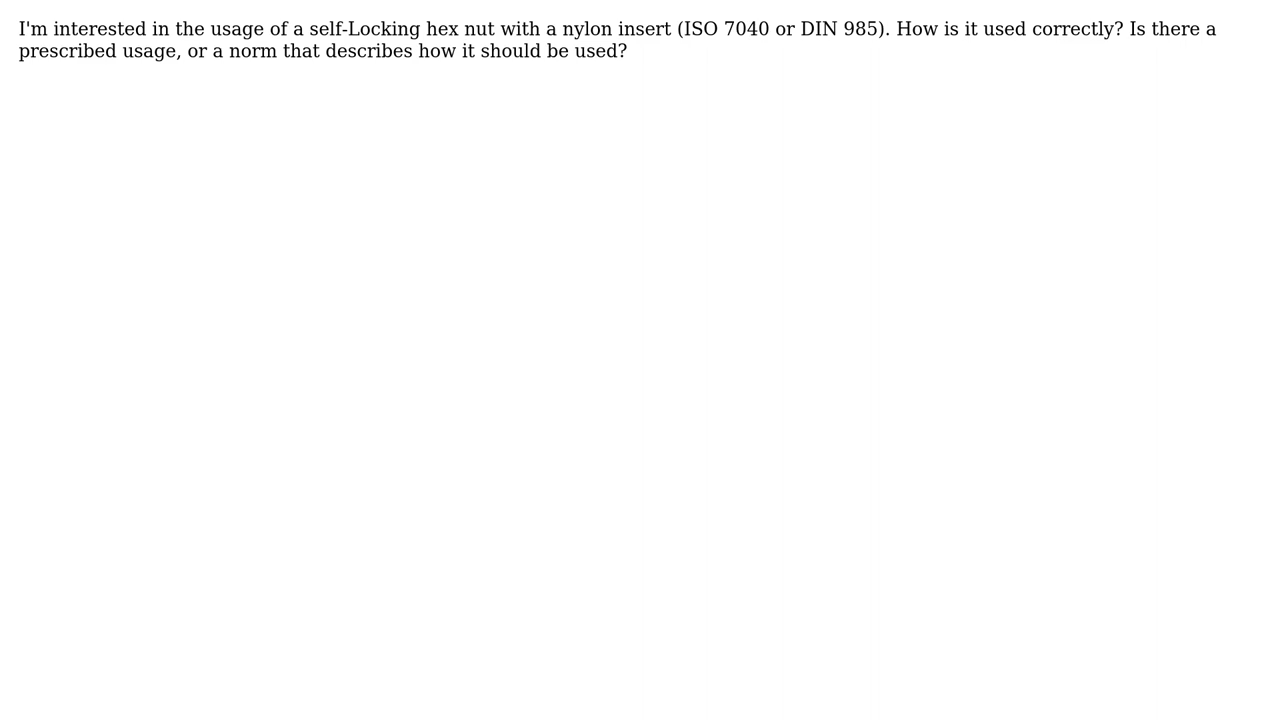 I'm interested in the usage of a self-Locking hex nut with a nylon insert (ISO 7040 or DIN 985). How is it used correctly? Is there a
prescribed usage, or a norm that describes how it should be used?